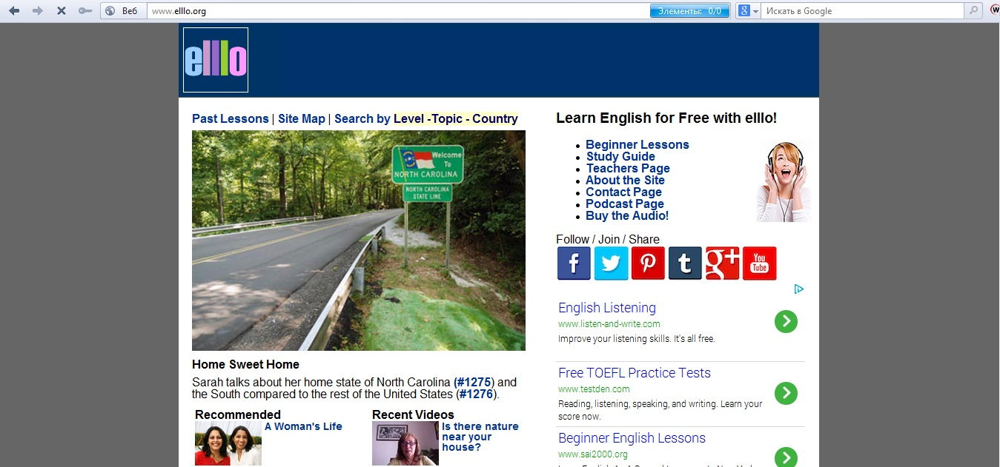 Веб
www.elllo.org
Элементы: 0/0
8
Искать в Google
W
elllo
Past Lessons | Site Map | Search by Level -Topic - Country
Welcome
To
NORTH CAROLINA
NORTH CAROLINA
STATE LINE
Home Sweet Home
Sarah talks about her home state of North Carolina (#1275) and
the South compared to the rest of the United States (#1276).
Recommended
A Woman's Life
Recent Videos
Is there nature
near your
house?
Learn English for Free with elllo!
Beginner Lessons
Study Guide
Teachers Page
About the Site
Contact Page
Podcast Page
Buy the Audio!
Follow / Join / Share
f
p
t
g+
You
Tube
English Listening
www.listen-and-write.com
Improve your listening skills. It's all free.
Free TOEFL Practice Tests
www.testden.com
Reading, listening, speaking, and writing. Learn your
score now.
Beginner English Lessons
www.sai2000.org